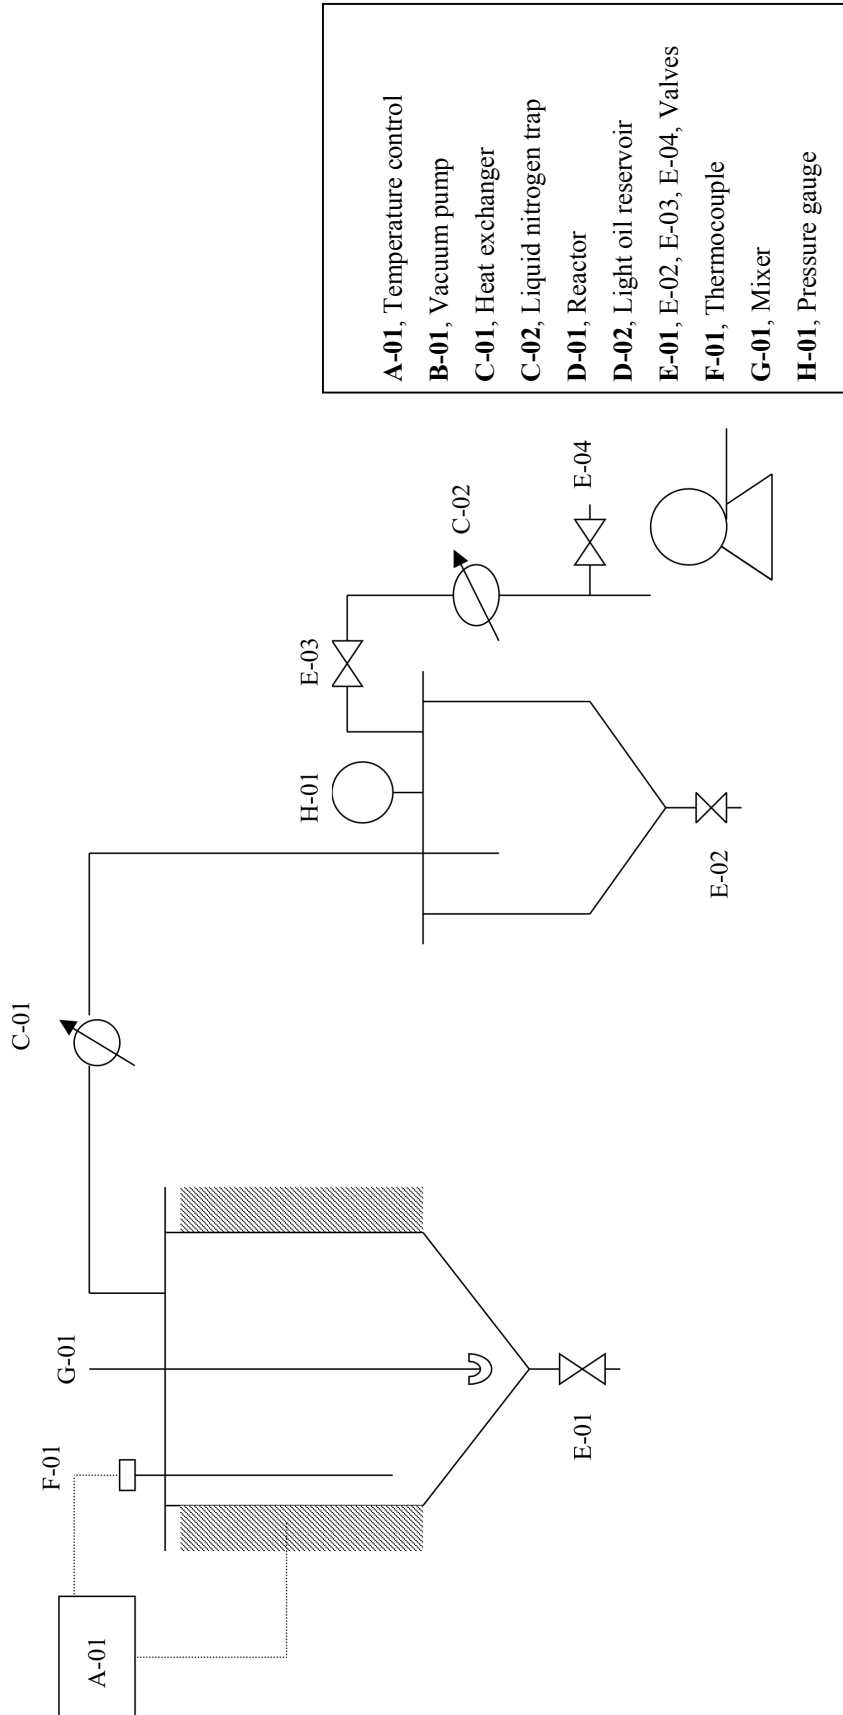 A-01
F-01
G-01
E-01
C-01
H-01
E-03
E-02
C-02
E-04
A-01, Temperature control
B-01, Vacuum pump
C-01, Heat exchanger
C-02, Liquid nitrogen trap
D-01, Reactor
D-02, Light oil reservoir
E-01, E-02, E-03, E-04, Valves
F-01, Thermocouple
G-01, Mixer
H-01, Pressure gauge